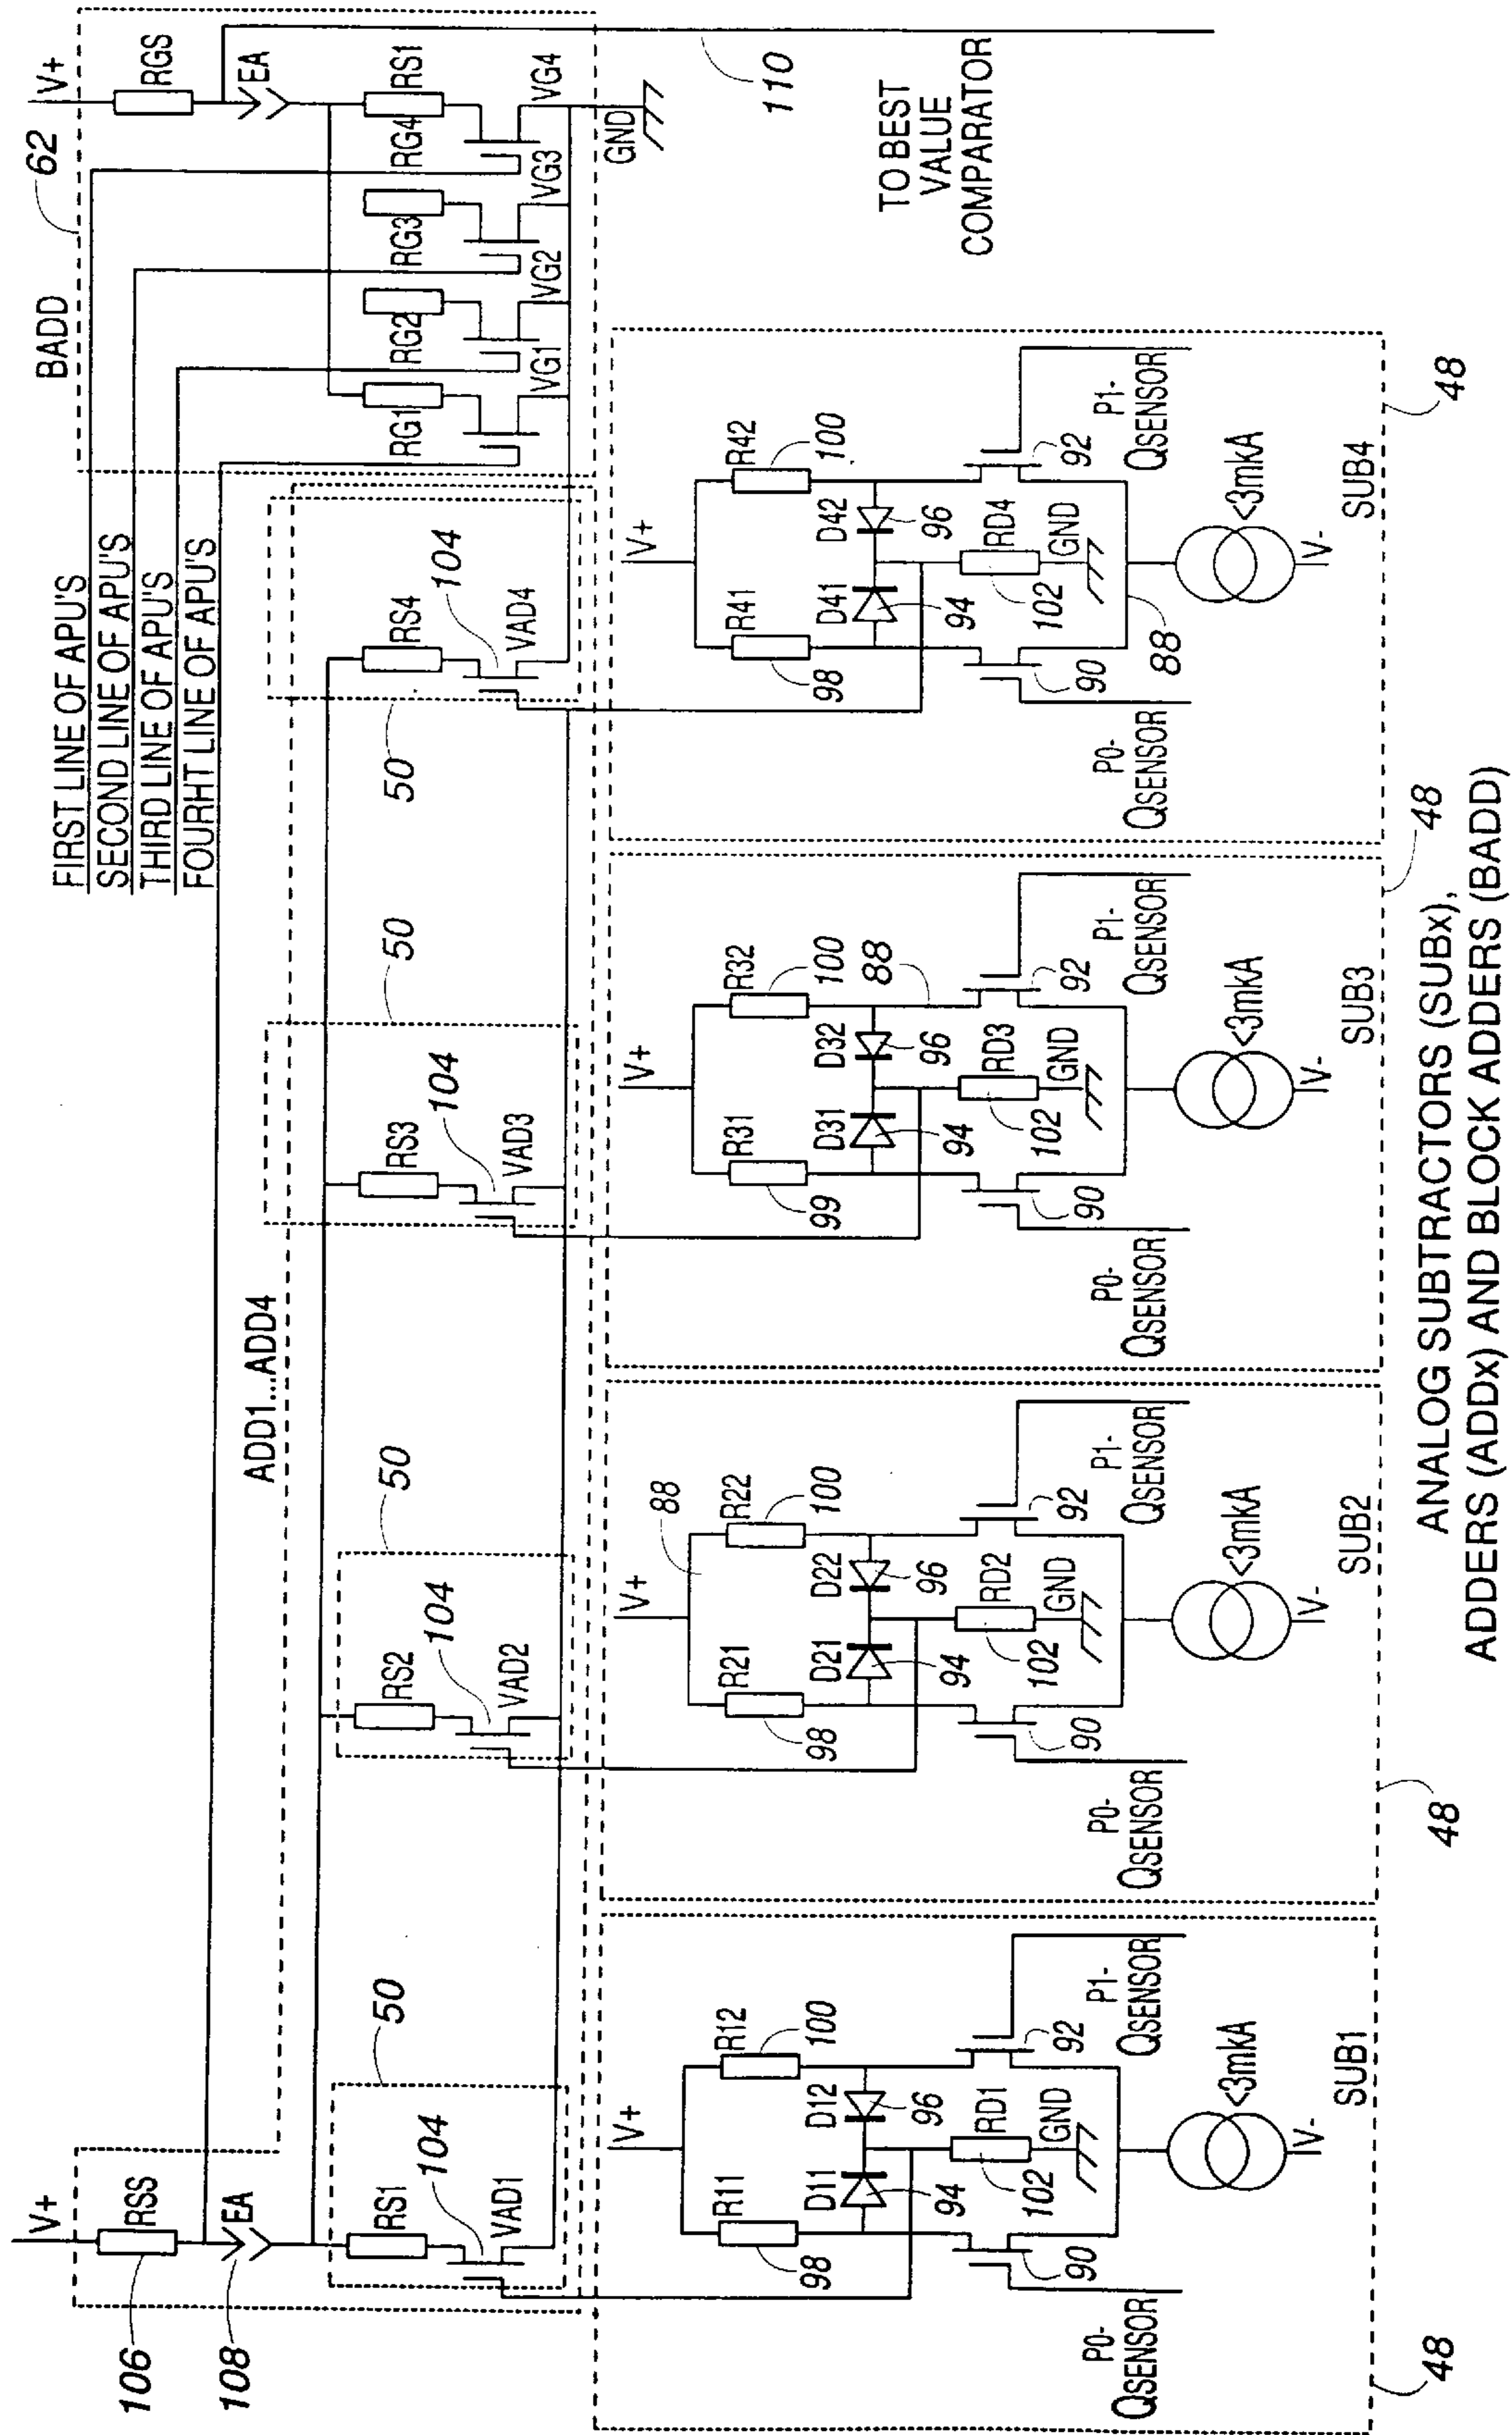 FIRST LINE OF APU'S
SECOND LINE OF APU'S
THIRD LINE OF APU'S
FOURHT LINE OF APU'S
BADD
62
V+
RGS
EA
RG1
RG2
RG3
RG4
RS1
VG1
VG2
VG3
VG4
GND
110
TO BEST
VALUE
COMPARATOR
V+
106
RSS
108
EA
ADD1...ADD4
50
RS1
104
VAD1
50
RS2
104
VAD2
50
RS3
104
VAD3
50
RS4
104
VAD4
V+
R11
98
R12
100
D11
94
D12
96
RD1
102
GND
90
92
P0-
QSENSOR
P1-
QSENSOR
<3mkA
V-
SUB1
48
V+
88
R21
98
R22
100
D21
94
D22
96
RD2
102
GND
90
92
P0-
QSENSOR
P1-
QSENSOR
<3mkA
V-
SUB2
48
V+
R31
99
R32
100
88
D31
94
D32
96
RD3
102
GND
90
92
P0-
QSENSOR
P1-
QSENSOR
<3mkA
V-
SUB3
48
V+
R41
98
R42
100
D41
94
D42
96
RD4
102
GND
90
92
88
P0-
QSENSOR
P1-
QSENSOR
<3mkA
V-
SUB4
48
ANALOG SUBTRACTORS (SUBx),
ADDERS (ADDx) AND BLOCK ADDERS (BADD)